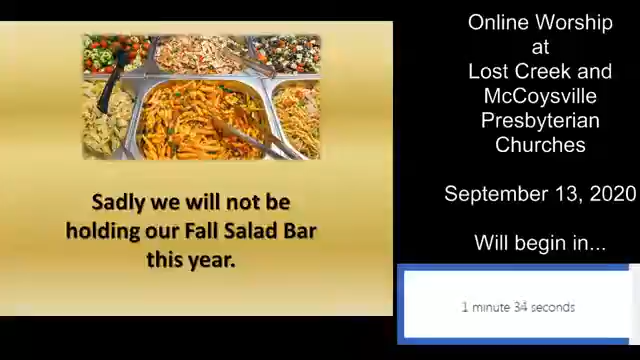 Sadly we will not be
holding our Fall Salad Bar
this year.
Online Worship
at
Lost Creek and
McCoysville
Presbyterian
Churches
September 13, 2020
Will begin in...
1 minute 34 seconds